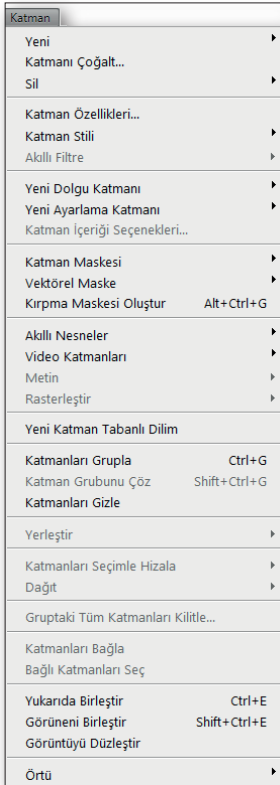 Katman
Yeni
Katmanı Çoğalt...
Sil
Katman Özellikleri...
Katman Stili
Akıllı Filtre
Yeni Dolgu Katmanı
Yeni Ayarlama Katmanı
Katman İçeriği Seçenekleri...
Katman Maskesi
Vektörel Maske
Kırpma Maskesi Oluştur Alt+Ctrl+G
Akıllı Nesneler
Video Katmanları
Metin
Rasterleştir
Yeni Katman Tabanlı Dilim
Katmanları Grupla Ctrl+G
Katman Grubunu Çöz Shift+Ctrl+G
Katmanları Gizle
Yerleştir
Katmanları Seçimle Hizala
Dağıt
Gruptaki Tüm Katmanları Kilitle...
Katmanları Bağla
Bağlı Katmanları Seç
Yukarıda Birleştir Ctrl+E
Görüneni Birleştir Shift+Ctrl+E
Görüntüyü Düzleştir
Örtü